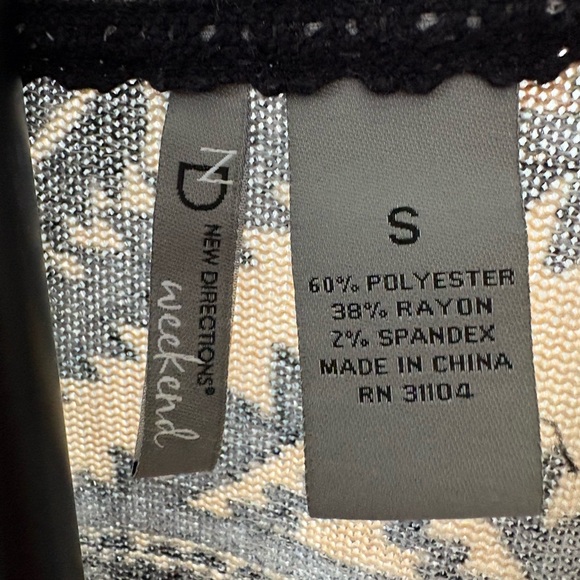 ND
NEW DIRECTIONS®
weekend
S
60% POLYESTER
38% RAYON
2% SPANDEX
MADE IN CHINA
RN 31104